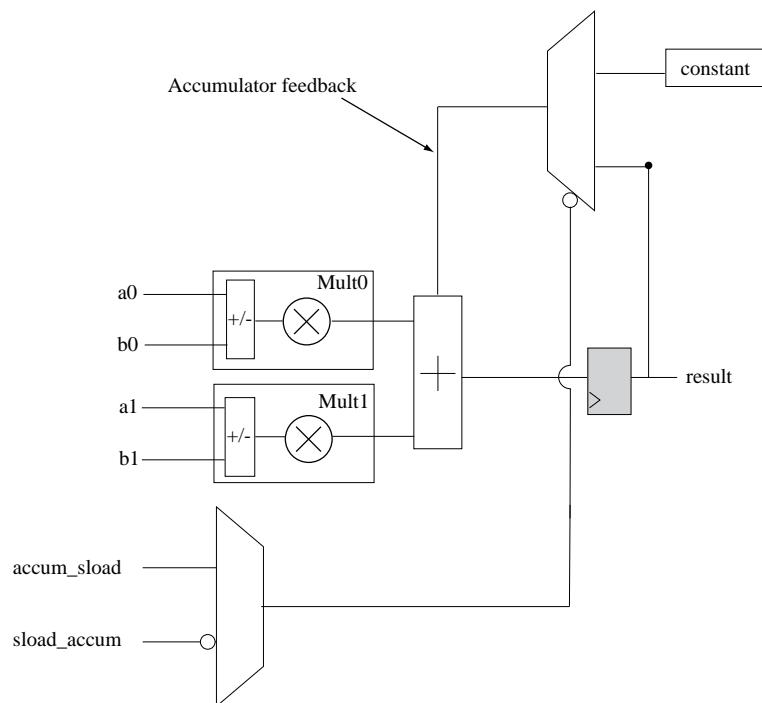 constant
Accumulator feedback
Mult0
a0
+/-
b0
result
Mult1
a1
+/-
b1
accum_sload
sload_accum